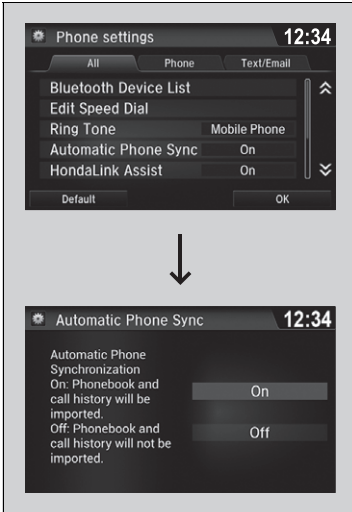 Phone settings 12:34
All Phone Text/Email
Bluetooth Device List
Edit Speed Dial
Ring Tone Mobile Phone
Automatic Phone Sync On
HondaLink Assist On
Default OK
Automatic Phone Sync 12:34
Automatic Phone
Synchronization
On: Phonebook and
call history will be
imported.
Off: Phonebook and
call history will not be
imported.
On
Off